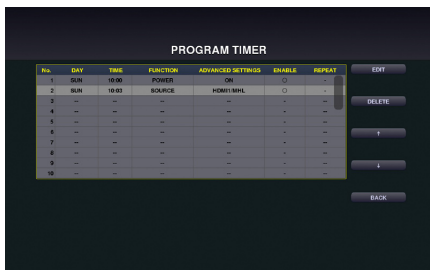 PROGRAM TIMER
No. DAY TIME FUNCTION ADVANCED SETTINGS ENABLE REPEAT
1 SUN 10:00 POWER ON ○ -
2 SUN 10:03 SOURCE HDMI1/MHL ○ -
3 -- -- -- -- - -
4 -- -- -- -- - -
5 -- -- -- -- - -
6 -- -- -- -- - -
7 -- -- -- -- - -
8 -- -- -- -- - -
9 -- -- -- -- - -
10 -- -- -- -- - -
EDIT
DELETE
↑
↓
BACK